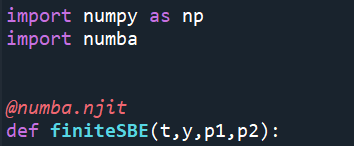 import numpy as np
import numba
@numba.njit
def finiteSBE(t,y,p1,p2):